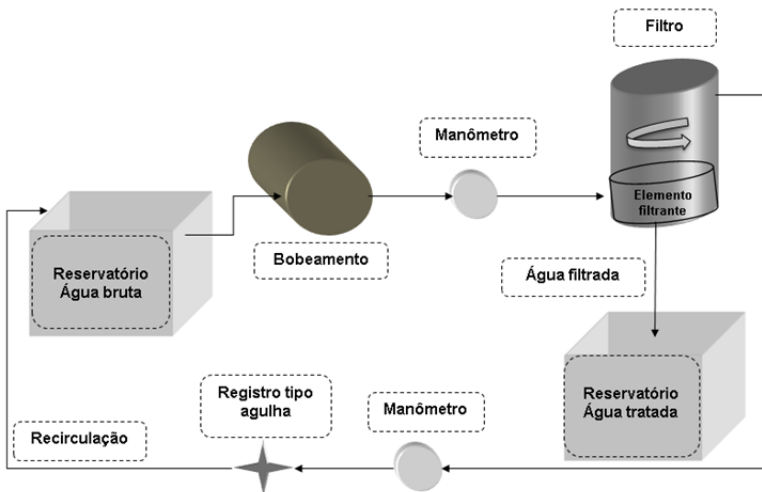 Filtro
Manômetro
Elemento
filtrante
Reservatório
Água bruta
Bobeamento
Água filtrada
Registro tipo
agulha
Manômetro
Reservatório
Água tratada
Recirculação